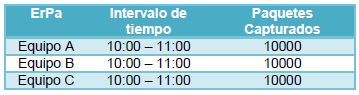 ErPa Intervalo de tiempo Paquetes Capturados
Equipo A 10:00 – 11:00 10000
Equipo B 10:00 – 11:00 10000
Equipo C 10:00 – 11:00 10000